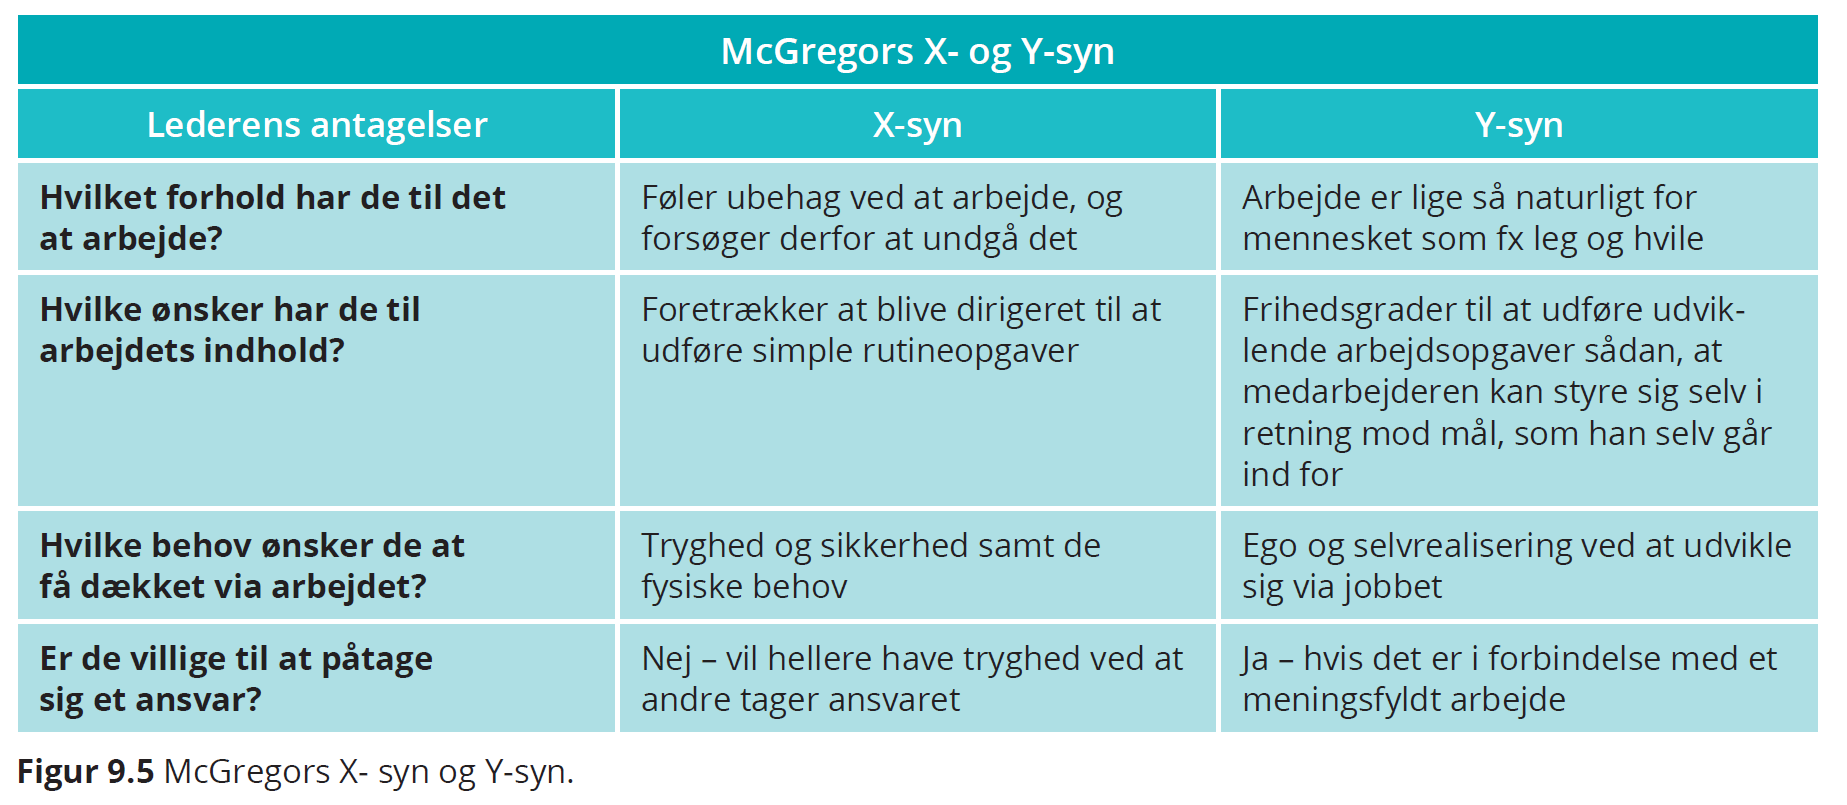 McGregors X- og Y-syn
Lederens antagelser
X-syn
Y-syn
Hvilket forhold har de til det
at arbejde?
Føler ubehag ved at arbejde, og
forsøger derfor at undgå det
Arbejde er lige så naturligt for
mennesket som fx leg og hvile
Hvilke ønsker har de til
arbejdets indhold?
Foretrækker at blive dirigeret til at
udføre simple rutineopgaver
Frihedsgrader til at udføre udvik-
lende arbejdsopgaver sådan, at
medarbejderen kan styre sig selv i
retning mod mål, som han selv går
ind for
Hvilke behov ønsker de at
få dækket via arbejdet?
Tryghed og sikkerhed samt de
fysiske behov
Ego og selvrealisering ved at udvikle
sig via jobbet
Er de villige til at påtage
sig et ansvar?
Nej – vil hellere have tryghed ved at
andre tager ansvaret
Ja – hvis det er i forbindelse med et
meningsfyldt arbejde
Figur 9.5 McGregors X- syn og Y-syn.